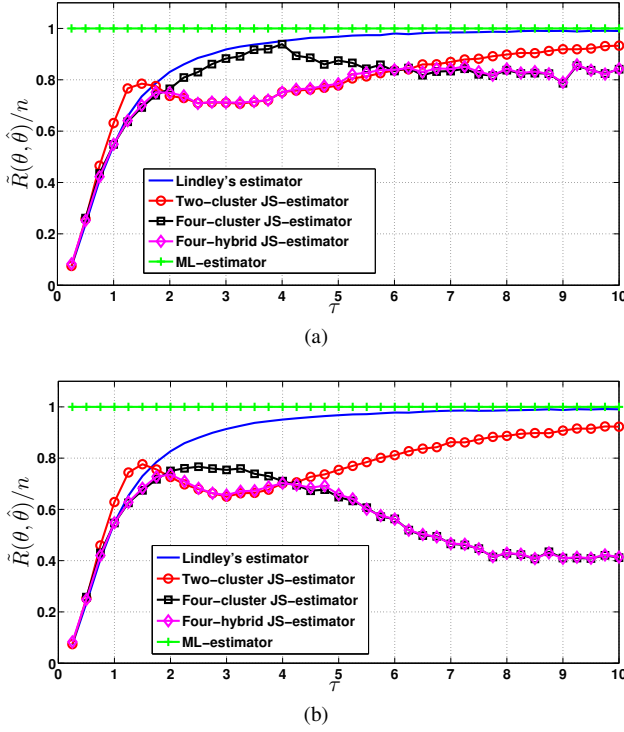 1
0.8
0.6
0.4
0.2
0
R̃(θ, θ̂)/n
Lindley's estimator
Two−cluster JS−estimator
Four−cluster JS−estimator
Four−hybrid JS−estimator
ML−estimator
0 1 2 3 4 5 6 7 8 9 10
τ
(a)
1
0.8
0.6
0.4
0.2
0
R̃(θ, θ̂)/n
Lindley's estimator
Two−cluster JS−estimator
Four−cluster JS−estimator
Four−hybrid JS−estimator
ML−estimator
0 1 2 3 4 5 6 7 8 9 10
τ
(b)